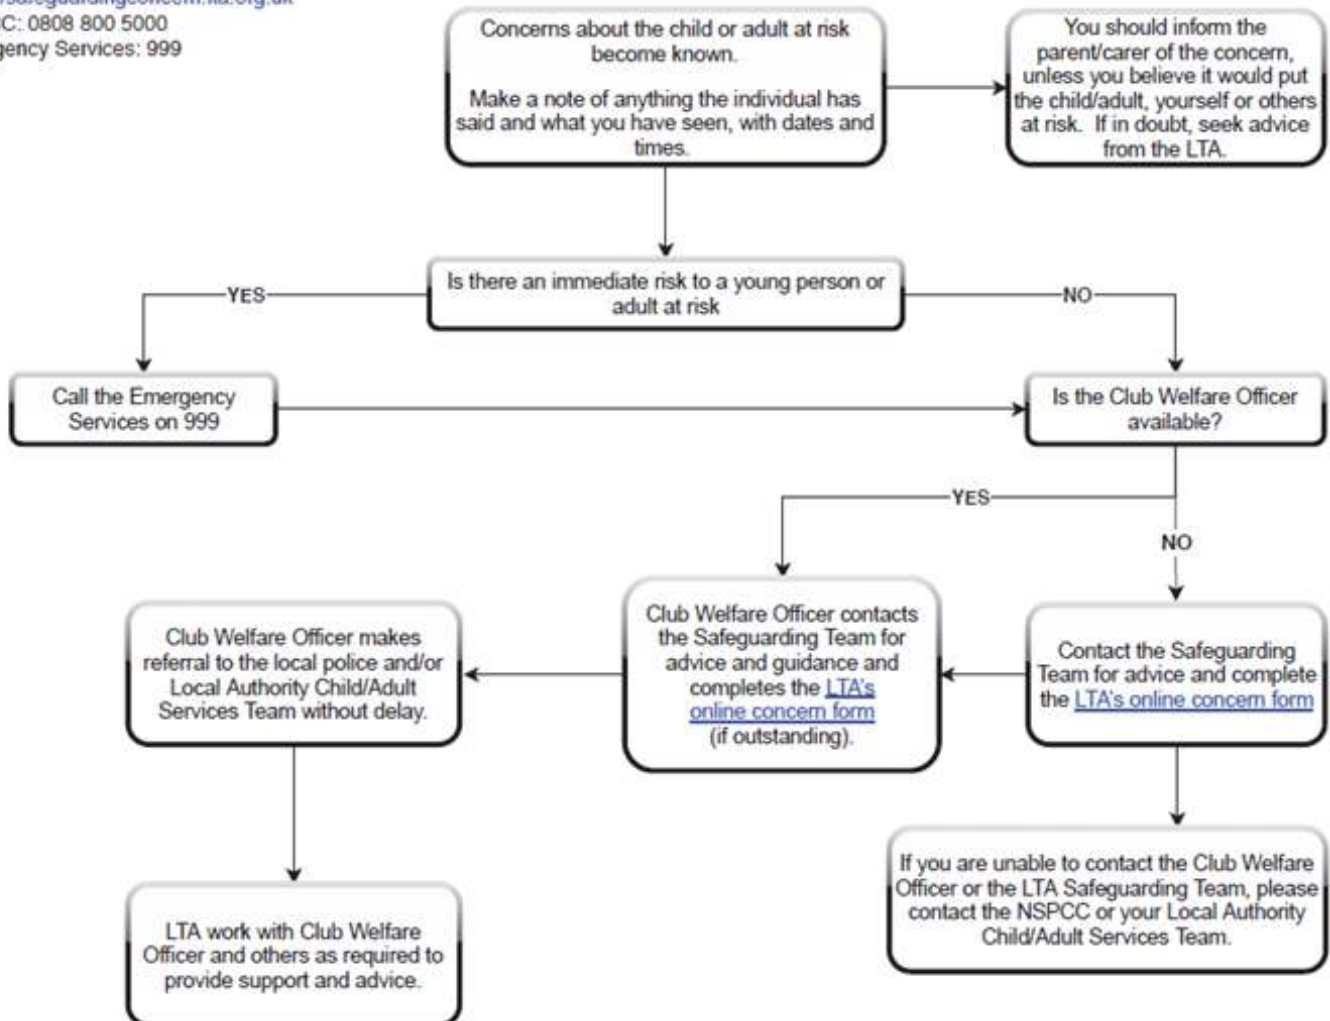 safeguardingconcern.lta.org.uk
C: 0808 800 5000
gency Services: 999
Concerns about the child or adult at risk
become known.
Make a note of anything the individual has
said and what you have seen, with dates and
times.
You should inform the
parent/carer of the concern,
unless you believe it would put
the child/adult, yourself or others
at risk. If in doubt, seek advice
from the LTA.
Is there an immediate risk to a young person or
adult at risk
YES
NO
Call the Emergency
Services on 999
Is the Club Welfare Officer
available?
YES
NO
Club Welfare Officer makes
referral to the local police and/or
Local Authority Child/Adult
Services Team without delay.
Club Welfare Officer contacts
the Safeguarding Team for
advice and guidance and
completes the LTA's
online concern form
(if outstanding).
Contact the Safeguarding
Team for advice and complete
the LTA's online concern form
If you are unable to contact the Club Welfare
Officer or the LTA Safeguarding Team, please
contact the NSPCC or your Local Authority
Child/Adult Services Team.
LTA work with Club Welfare
Officer and others as required to
provide support and advice.